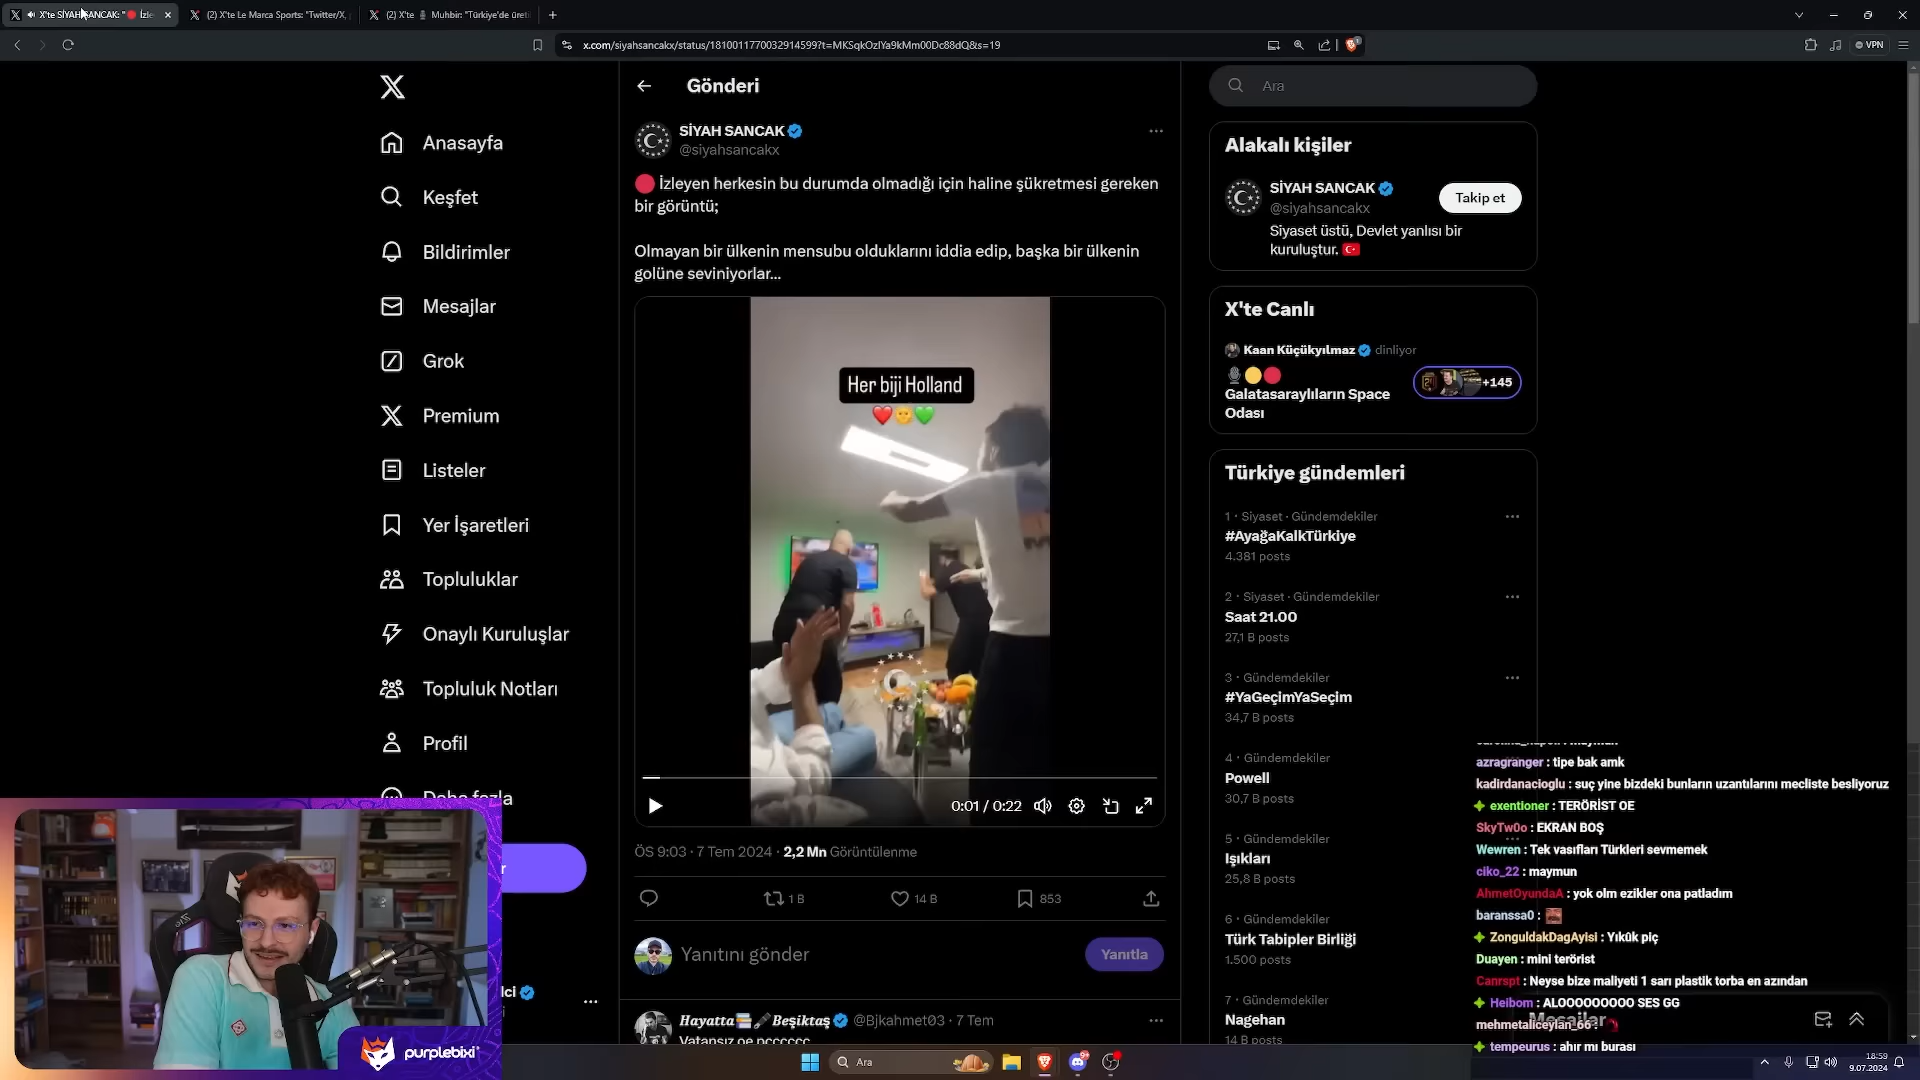 X'te SİYAHSANCAK: "🔴 İzle
(2) X'te Le Marca Sports: "Twitter/X,
(2) X'te 🎙 Muhbir: "Türkiye'de üreti
x.com/siyahsancakx/status/1810011770032914599?t=MKSqkOzIYa9kMm00Dc88dQ&s=19
VPN
Anasayfa
Keşfet
Bildirimler
Mesajlar
Grok
Premium
Listeler
Yer İşaretleri
Topluluklar
Onaylı Kuruluşlar
Topluluk Notları
Profil
Daha fazla
Gönderi
SİYAH SANCAK
@siyahsancakx
🔴 İzleyen herkesin bu durumda olmadığı için haline şükretmesi gereken
bir görüntü;
Olmayan bir ülkenin mensubu olduklarını iddia edip, başka bir ülkenin
golüne seviniyorlar...
Her biji Holland
❤️🌞💚
0:01 / 0:22
ÖS 9:03 · 7 Tem 2024 · 2,2 Mn Görüntülenme
1 B
14 B
853
Yanıtını gönder
Yanıtla
Hayatta📚🖋Beşiktaş @Bjkahmet03 · 7 Tem
Vatansız oe pcccccc
Ara
Alakalı kişiler
SİYAH SANCAK
@siyahsancakx
Takip et
Siyaset üstü, Devlet yanlısı bir
kuruluştur. 🇹🇷
X'te Canlı
Kaan Küçükyılmaz dinliyor
🎙🟡🔴
Galatasaraylıların Space
Odası
+145
Türkiye gündemleri
1 · Siyaset · Gündemdekiler
#AyağaKalkTürkiye
4.381 posts
2 · Siyaset · Gündemdekiler
Saat 21.00
27,1 B posts
3 · Gündemdekiler
#YaGeçimYaSeçim
34,7 B posts
4 · Gündemdekiler
Powell
30,7 B posts
5 · Gündemdekiler
Işıkları
25,8 B posts
6 · Gündemdekiler
Türk Tabipler Birliği
1.500 posts
7 · Gündemdekiler
Nagehan
14 B posts
azragranger : tipe bak amk
kadirdanacioglu : suç yine bizdeki bunların uzantılarını mecliste besliyoruz
exentioner : TERÖRİST OE
SkyTw0o : EKRAN BOŞ
Wewren : Tek vasıfları Türkleri sevmemek
ciko_22 : maymun
AhmetOyundaA : yok olm ezikler ona patladım
baranssa0 :
ZonguldakDagAyisi : Yıkûk piç
Duayen : mini terörist
Canrspt : Neyse bize maliyeti 1 sarı plastik torba en azından
Heibom : ALOOOOOOOOO SES GG
mehmetaliceylan_66 :
Mesajlar
tempeurus : ahır mı burası
lci
purplebixi
Ara
18:59
9.07.2024